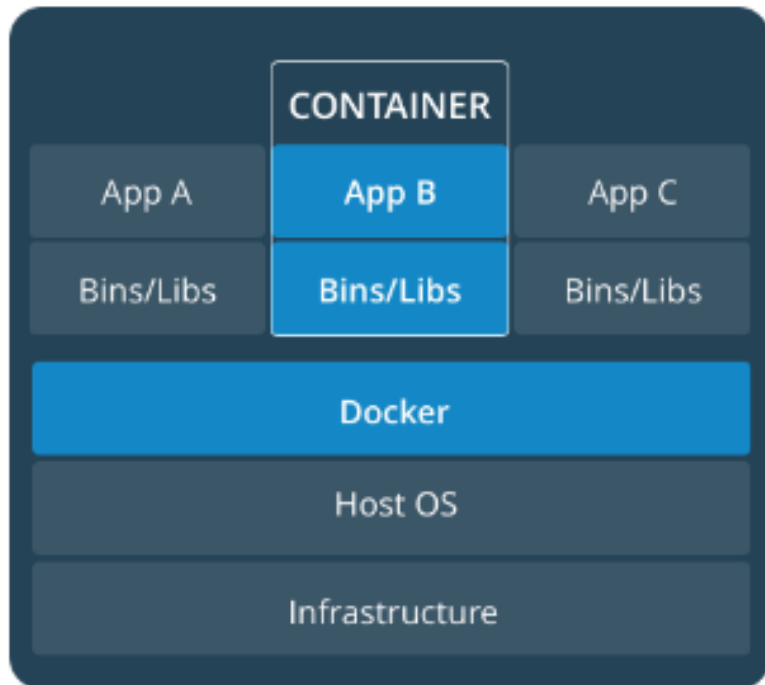 CONTAINER
App A
App B
App C
Bins/Libs
Bins/Libs
Bins/Libs
Docker
Host OS
Infrastructure